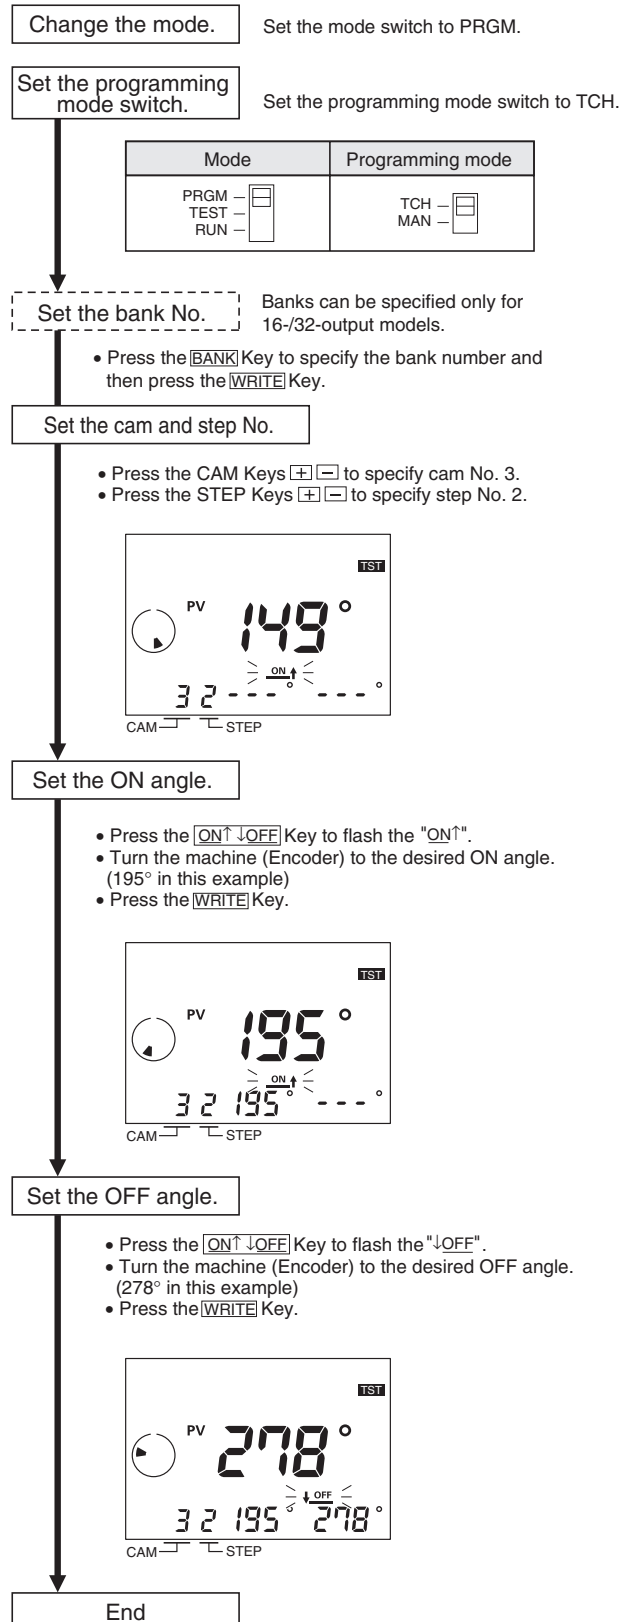 Change the mode.
Set the mode switch to PRGM.
Set the programming
mode switch.
Set the programming mode switch to TCH.
Mode
Programming mode
PRGM
TEST
RUN
TCH
MAN
Set the bank No.
Banks can be specified only for
16-/32-output models.
• Press the BANK Key to specify the bank number and
then press the WRITE Key.
Set the cam and step No.
• Press the CAM Keys + − to specify cam No. 3.
• Press the STEP Keys + − to specify step No. 2.
TST
PV 149°
ON↑
3 2 ---° ---°
CAM STEP
Set the ON angle.
• Press the ON↑ ↓OFF Key to flash the "ON↑".
• Turn the machine (Encoder) to the desired ON angle.
(195° in this example)
• Press the WRITE Key.
TST
PV 195°
ON↑
3 2 195° ---°
CAM STEP
Set the OFF angle.
• Press the ON↑ ↓OFF Key to flash the "↓OFF".
• Turn the machine (Encoder) to the desired OFF angle.
(278° in this example)
• Press the WRITE Key.
TST
PV 278°
↓OFF
3 2 195° 278°
CAM STEP
End